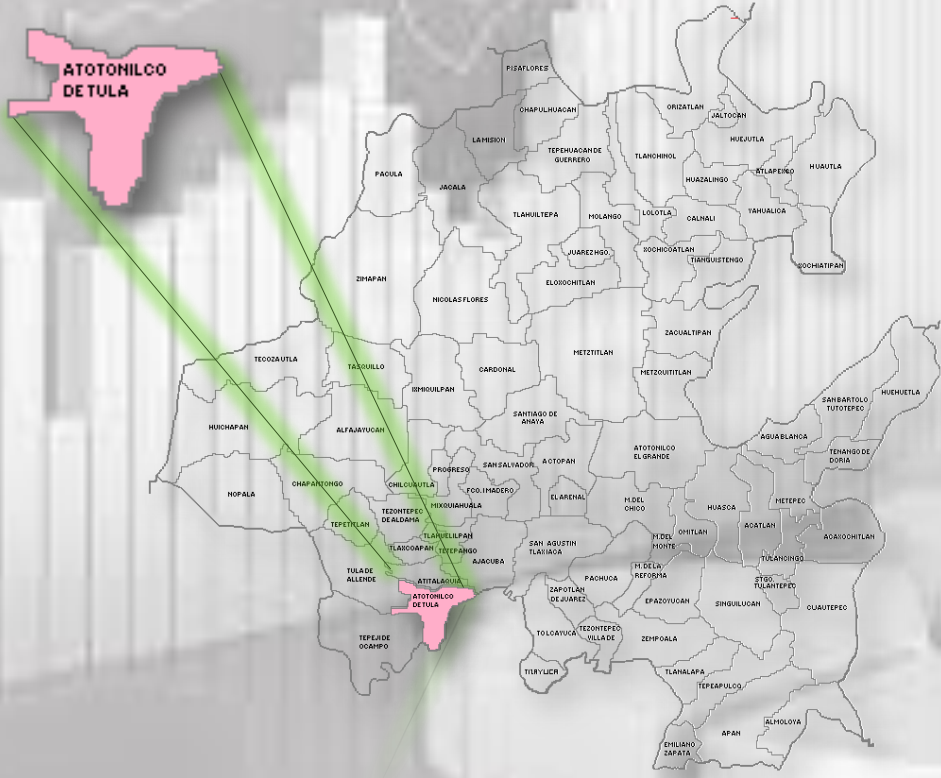 ATOTONILCO
DE TULA
PISAFLORES
CHAPULHUACAN
LA MISION
ORIZATLAN
JALTOCAN
HUEJUTLA
TEPEHUACAN DE
GUERRERO
TLANCHINOL
HUAUTLA
PACULA
JACALA
HUAZALINGO
ATLAPEXCO
TLAHUILTEPA
MOLANGO
LOLOTLA
CALNALI
YAHUALICA
JUAREZ HGO.
XOCHICOATLAN
TIANGUISTENGO
XOCHIATIPAN
ZIMAPAN
ELOXOCHITLAN
NICOLAS FLORES
ZACUALTIPAN
TECOZAUTLA
TASQUILLO
CARDONAL
METZTITLAN
METZQUITITLAN
IXMIQUILPAN
SAN BARTOLO
TUTOTEPEC
HUEHUETLA
HUICHAPAN
ALFAJAYUCAN
SANTIAGO DE
ANAYA
AGUA BLANCA
ATOTONILCO
EL GRANDE
TENANGO DE
DORIA
PROGRESO
SAN SALVADOR
ACTOPAN
NOPALA
CHAPANTONGO
CHILCUAUTLA
FCO. I MADERO
EL ARENAL
M. DEL
CHICO
HUASCA
METEPEC
MIXQUIAHUALA
TEZONTEPEC
DE ALDAMA
TEPETITLAN
OMITLAN
ACATLAN
ACAXOCHITLAN
TLAHUELILPAN
M. DEL
MONTE
TLAXCOAPAN
TETEPANGO
SAN AGUSTIN
TLAXIACA
AJACUBA
TULANCINGO
TULA DE
ALLENDE
ATITALAQUIA
PACHUCA
M. DE LA
REFORMA
STGO.
TULANTEPEC
ATOTONILCO
DE TULA
ZAPOTLAN
DE JUAREZ
EPAZOYUCAN
SINGUILUCAN
CUAUTEPEC
TEPEJI DE
OCAMPO
TOLCAYUCA
TEZONTEPEC
VILLA DE
ZEMPOALA
TLANALAPA
TEPEAPULCO
ALMOLOYA
APAN
EMILIANO
ZAPATA